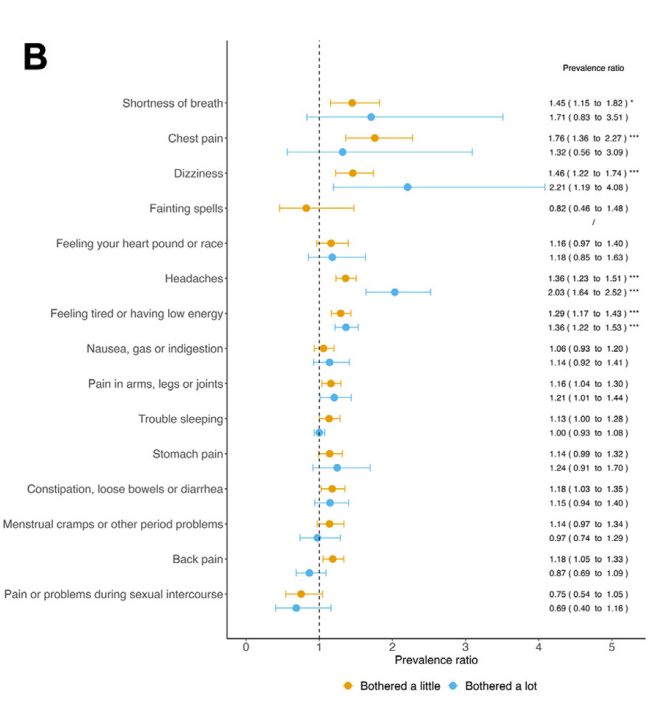 B
Prevalence ratio
Shortness of breath 1.45 ( 1.15 to 1.82 ) *
1.71 ( 0.83 to 3.51 )
Chest pain 1.76 ( 1.36 to 2.27 ) ***
1.32 ( 0.56 to 3.09 )
Dizziness 1.46 ( 1.22 to 1.74 ) ***
2.21 ( 1.19 to 4.08 )
Fainting spells 0.82 ( 0.46 to 1.48 )
/
Feeling your heart pound or race 1.16 ( 0.97 to 1.40 )
1.18 ( 0.85 to 1.63 )
Headaches 1.36 ( 1.23 to 1.51 ) ***
2.03 ( 1.64 to 2.52 ) ***
Feeling tired or having low energy 1.29 ( 1.17 to 1.43 ) ***
1.36 ( 1.22 to 1.53 ) ***
Nausea, gas or indigestion 1.06 ( 0.93 to 1.20 )
1.14 ( 0.92 to 1.41 )
Pain in arms, legs or joints 1.16 ( 1.04 to 1.30 )
1.21 ( 1.01 to 1.44 )
Trouble sleeping 1.13 ( 1.00 to 1.28 )
1.00 ( 0.93 to 1.08 )
Stomach pain 1.14 ( 0.99 to 1.32 )
1.24 ( 0.91 to 1.70 )
Constipation, loose bowels or diarrhea 1.18 ( 1.03 to 1.35 )
1.15 ( 0.94 to 1.40 )
Menstrual cramps or other period problems 1.14 ( 0.97 to 1.34 )
0.97 ( 0.74 to 1.29 )
Back pain 1.18 ( 1.05 to 1.33 )
0.87 ( 0.69 to 1.09 )
Pain or problems during sexual intercourse 0.75 ( 0.54 to 1.05 )
0.69 ( 0.40 to 1.16 )
0 1 2 3 4 5
Prevalence ratio
Bothered a little Bothered a lot